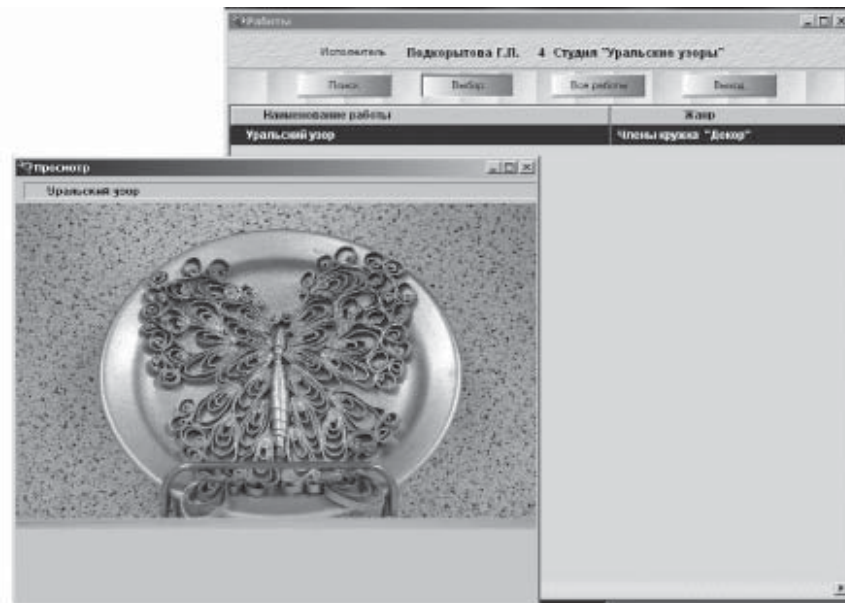 Работы
Исполнитель Подкорытова Г.П. 4 Студия "Уральские узоры"
Поиск Выбор Все работы Выход
Наименование работы Жанр
Уральский узор Члены кружка "Декор"
Просмотр
Уральский узор